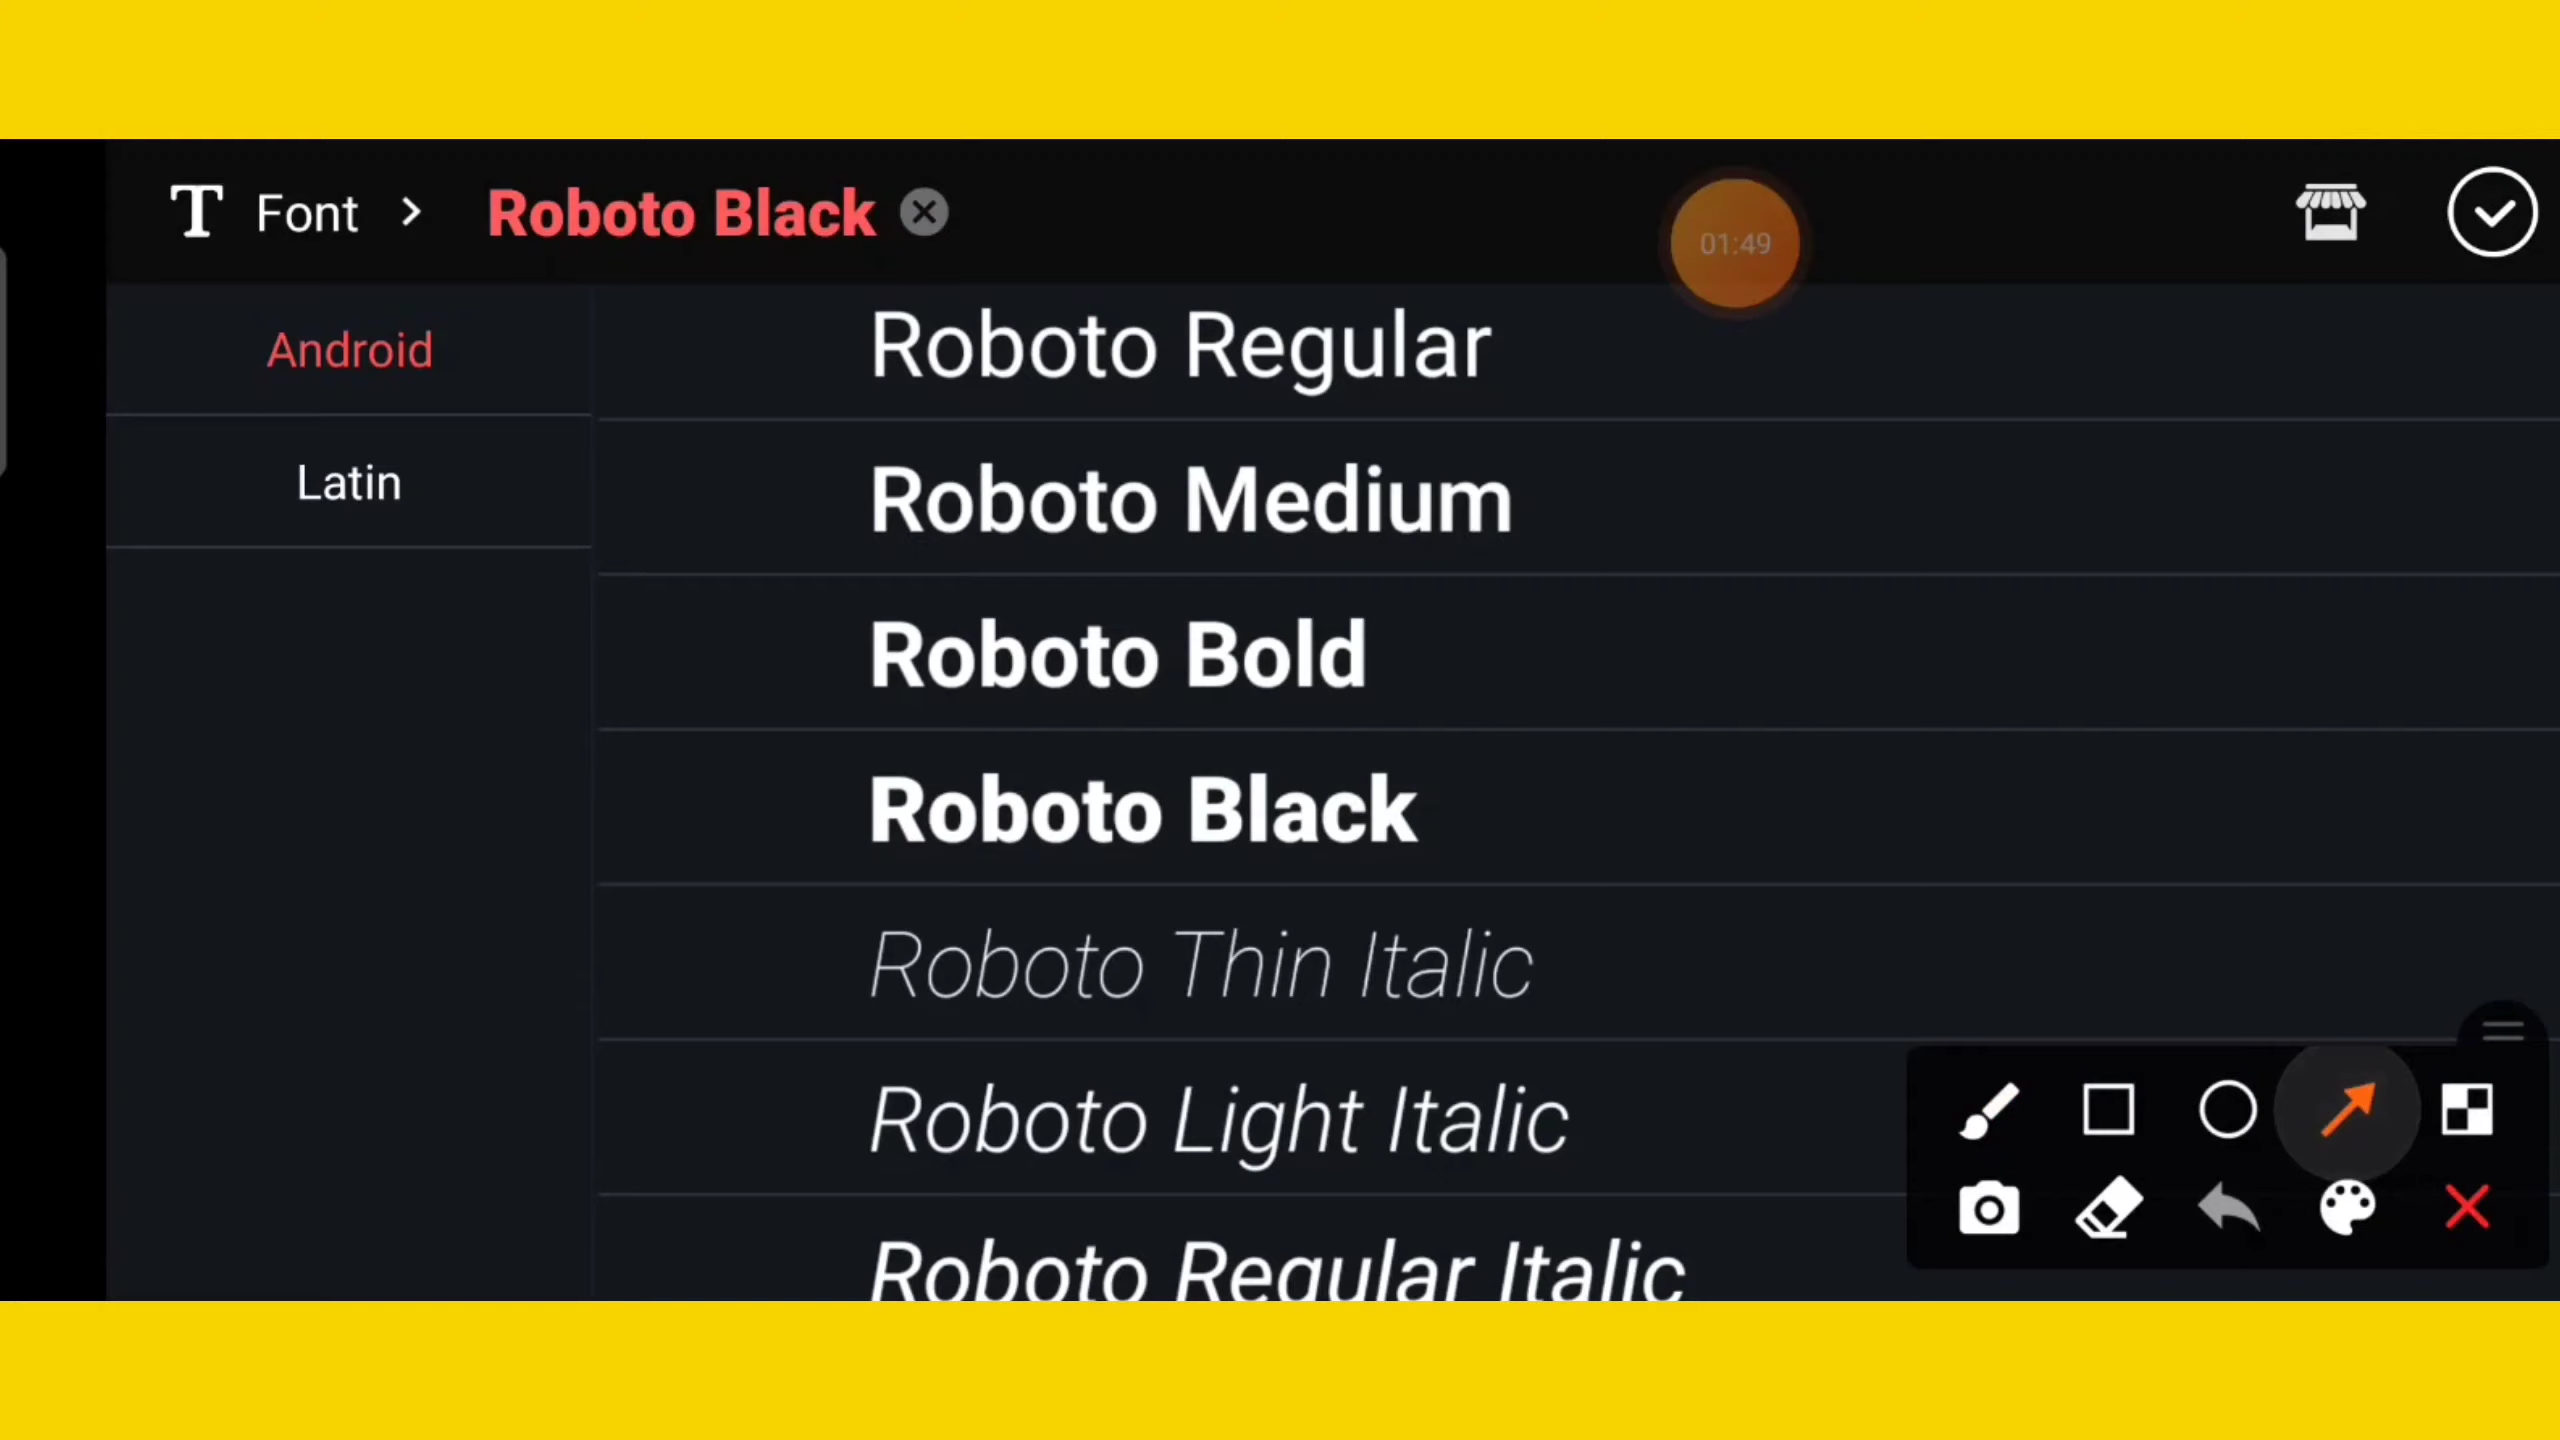 T Font > Roboto Black
01:49
Android
Latin
Roboto Regular
Roboto Medium
Roboto Bold
Roboto Black
Roboto Thin Italic
Roboto Light Italic
Roboto Regular Italic